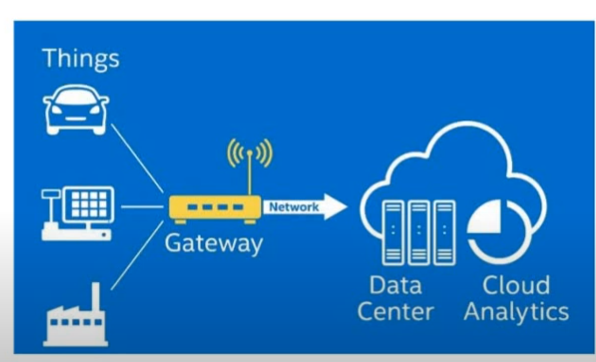 Things
Gateway
Network
Data
Center
Cloud
Analytics